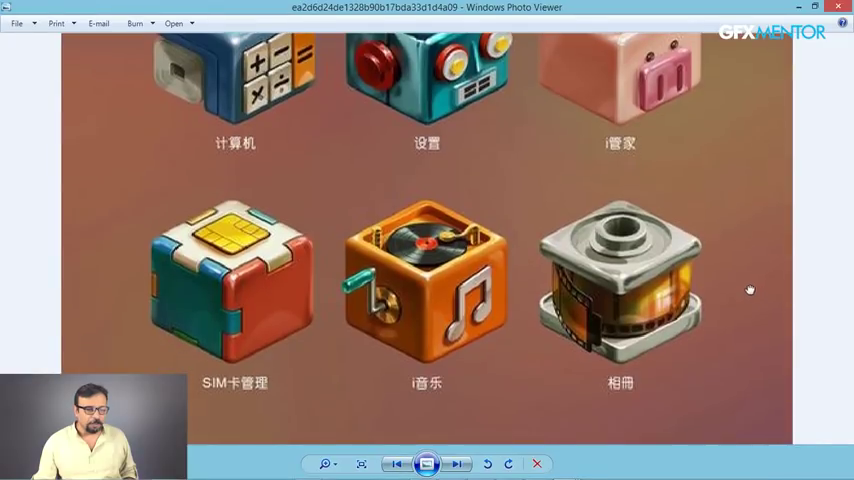 ea2d6d24de1328b90b17bda33d1d4a09 - Windows Photo Viewer
File Print E-mail Burn Open
GFXMENTOR
计算机 设置 i管家
SIM卡管理 i音乐 相冊